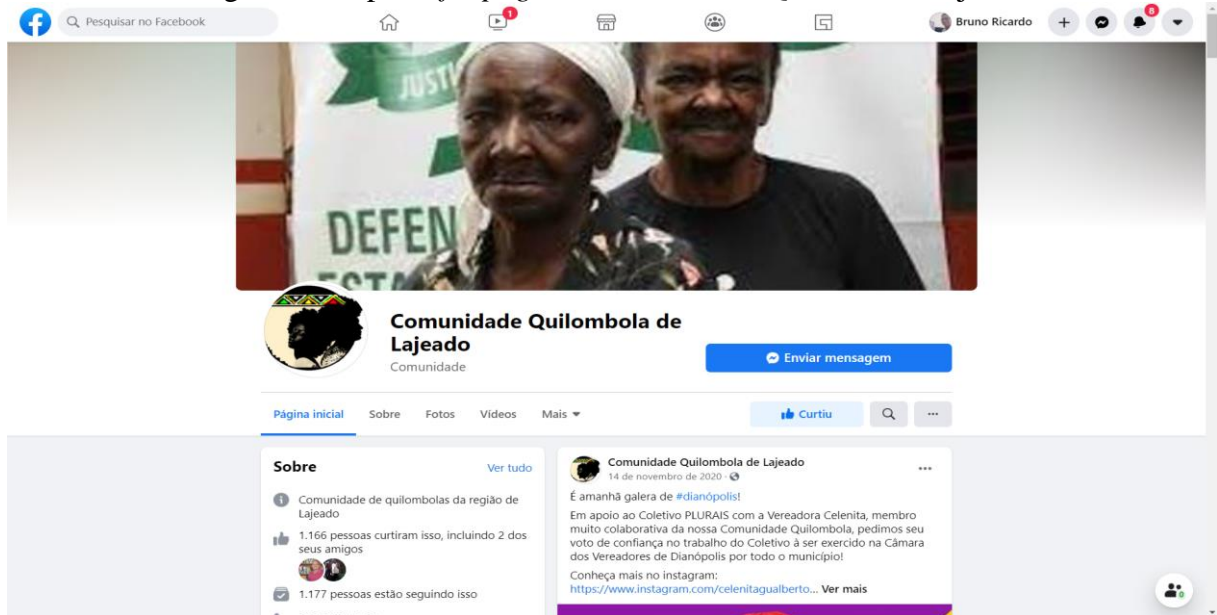 Pesquisar no Facebook
1
Bruno Ricardo
8
JUSTI
DEFEN
ESTA
Comunidade Quilombola de
Lajeado
Comunidade
Enviar mensagem
Página inicial
Sobre
Fotos
Vídeos
Mais
Curtiu
Sobre
Ver tudo
Comunidade de quilombolas da região de
Lajeado
1.166 pessoas curtiram isso, incluindo 2 dos
seus amigos
1.177 pessoas estão seguindo isso
Comunidade Quilombola de Lajeado
14 de novembro de 2020 ·
É amanhã galera de #dianópolis!
Em apoio ao Coletivo PLURAIS com a Vereadora Celenita, membro
muito colaborativa da nossa Comunidade Quilombola, pedimos seu
voto de confiança no trabalho do Coletivo à ser exercido na Câmara
dos Vereadores de Dianópolis por todo o município!
Conheça mais no instagram:
https://www.instagram.com/celenitagualberto... Ver mais